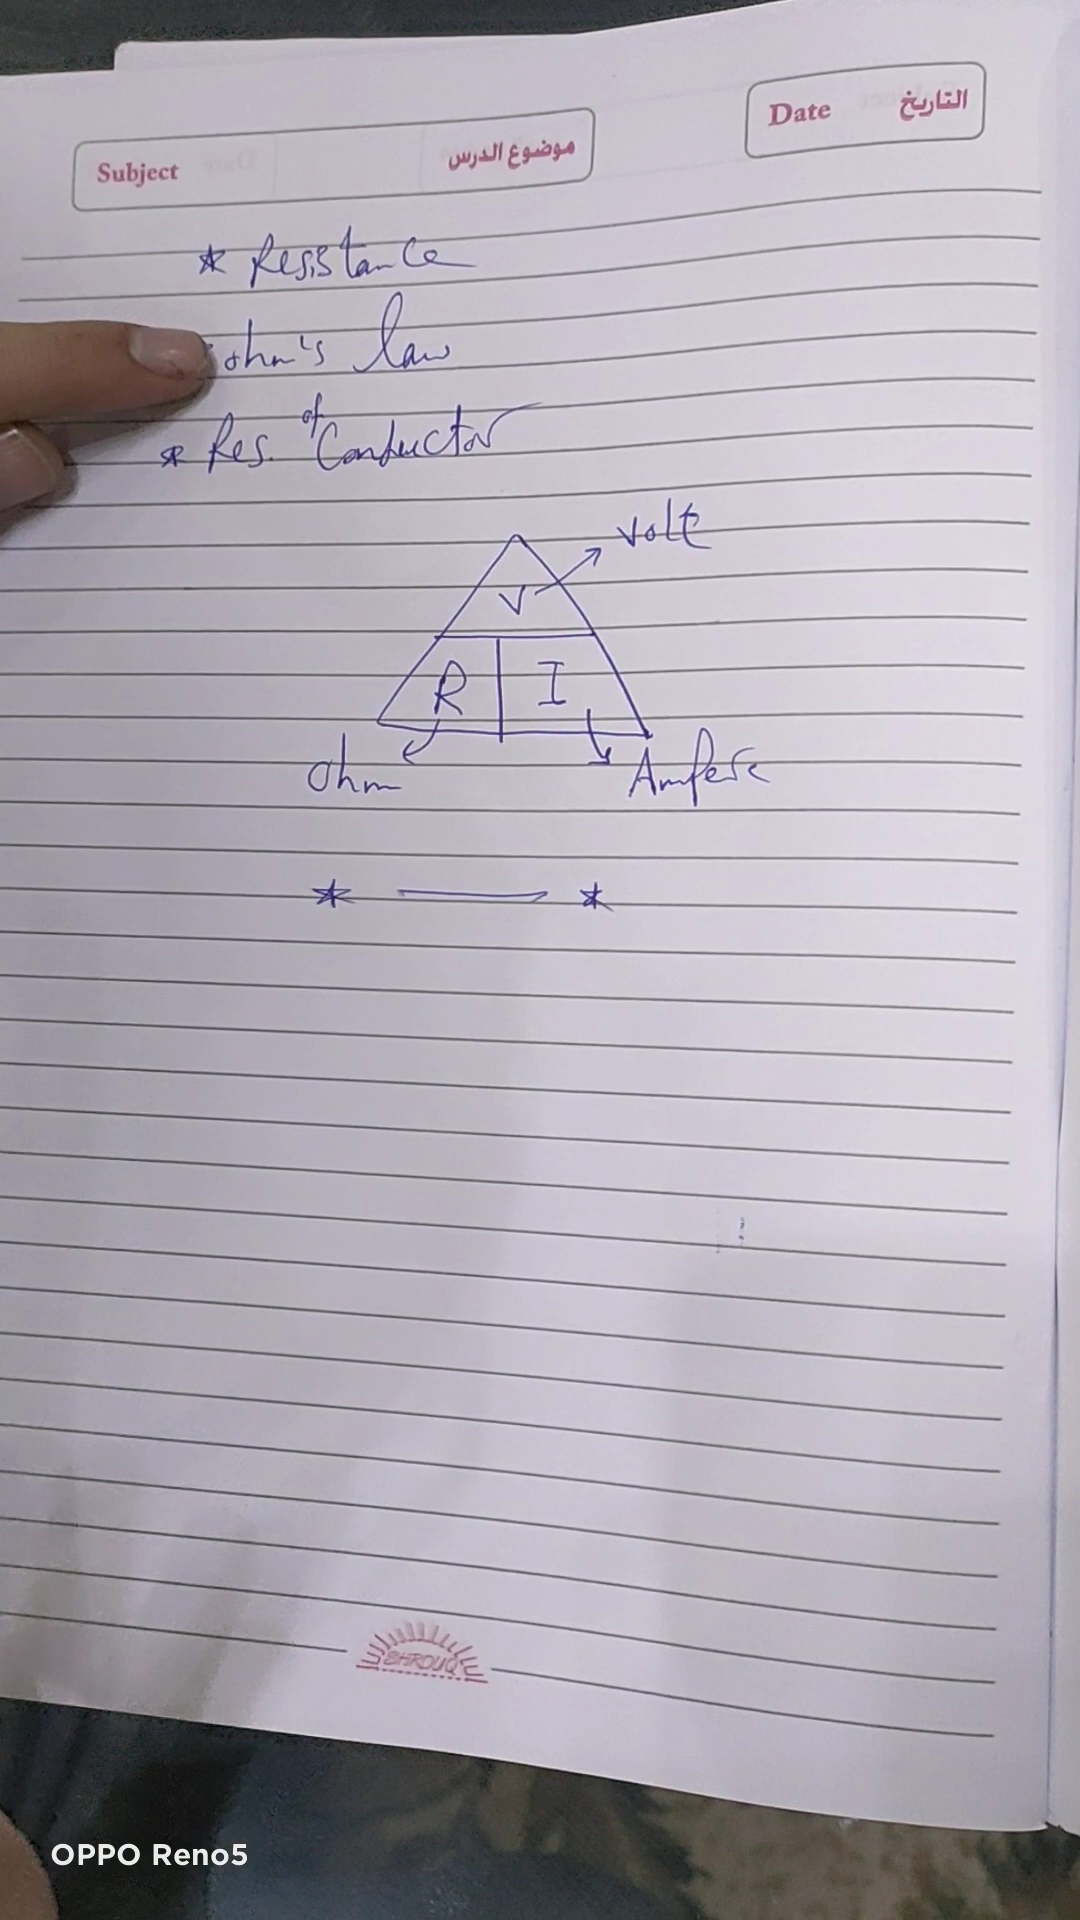 Subject موضوع الدرس
Date التاريخ
* Resistance
ohm's law
* Res. of Conductor
volt
V
R I
ohm Ampere
* *
SHROUQ
OPPO Reno5